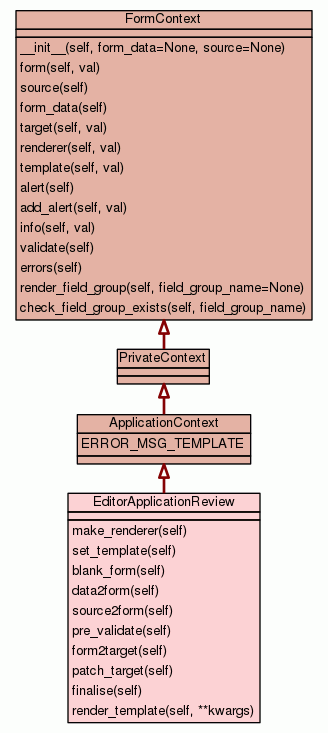 FormContext
__init__(self, form_data=None, source=None)
form(self, val)
source(self)
form_data(self)
target(self, val)
renderer(self, val)
template(self, val)
alert(self)
add_alert(self, val)
info(self, val)
validate(self)
errors(self)
render_field_group(self, field_group_name=None)
check_field_group_exists(self, field_group_name)
PrivateContext
ApplicationContext
ERROR_MSG_TEMPLATE
EditorApplicationReview
make_renderer(self)
set_template(self)
blank_form(self)
data2form(self)
source2form(self)
pre_validate(self)
form2target(self)
patch_target(self)
finalise(self)
render_template(self, **kwargs)